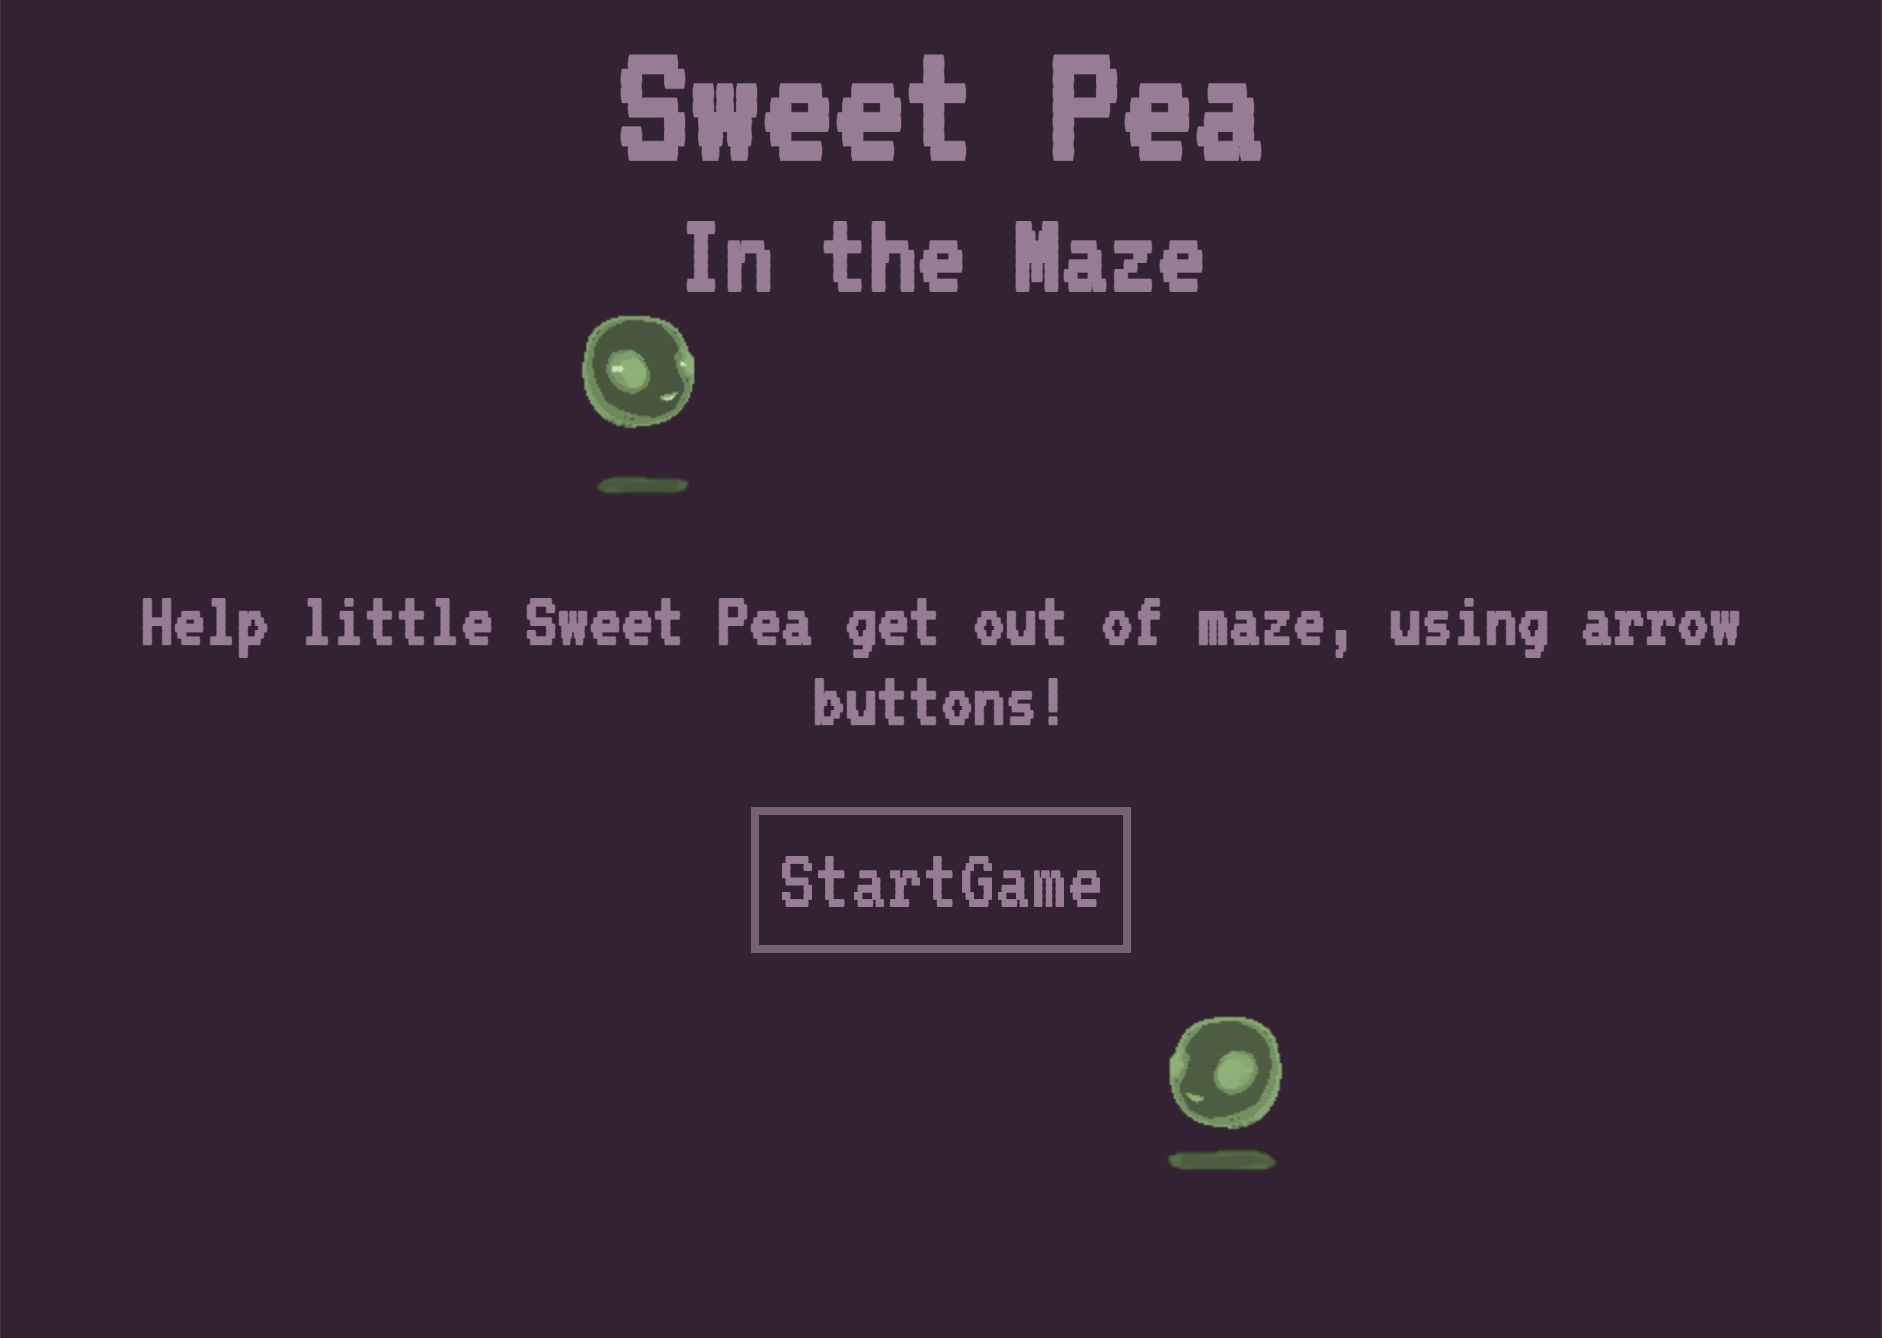 Sweet Pea
In the Maze
Help little Sweet Pea get out of maze, using arrow
buttons!
StartGame